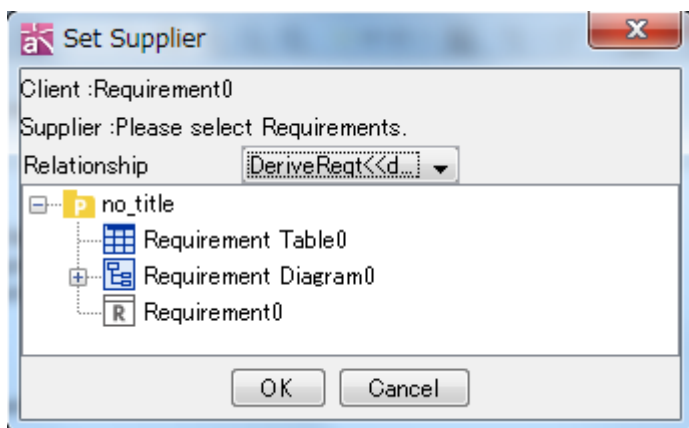 Set Supplier
Client :Requirement0
Supplier :Please select Requirements.
Relationship DeriveReqt<<d...
no_title
Requirement Table0
Requirement Diagram0
R Requirement0
OK Cancel